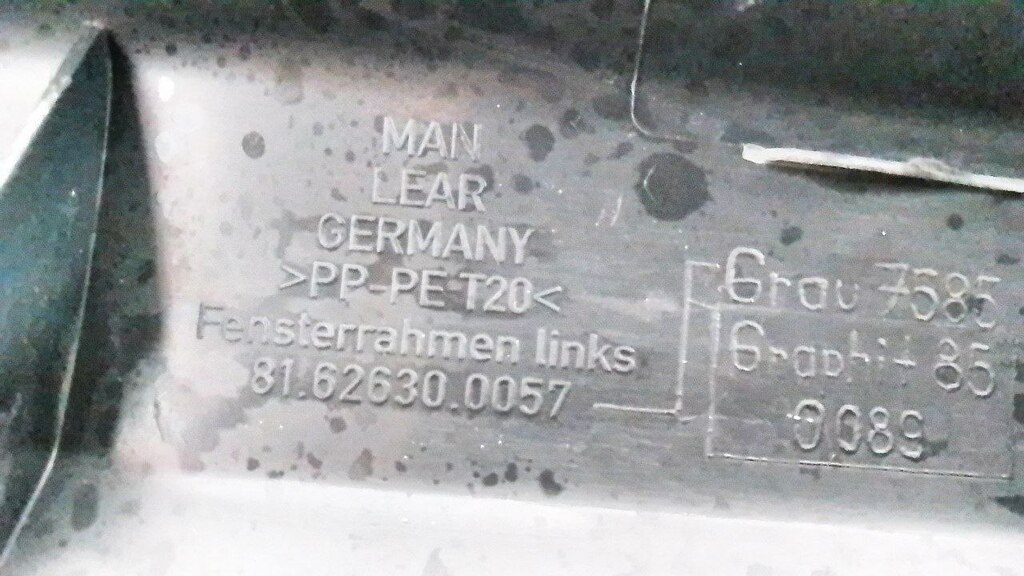 MAN
LEAR
GERMANY
>PP-PE T20<
Fensterrahmen links
81.62630.0057
Grau 7585
Graphit 85
0089